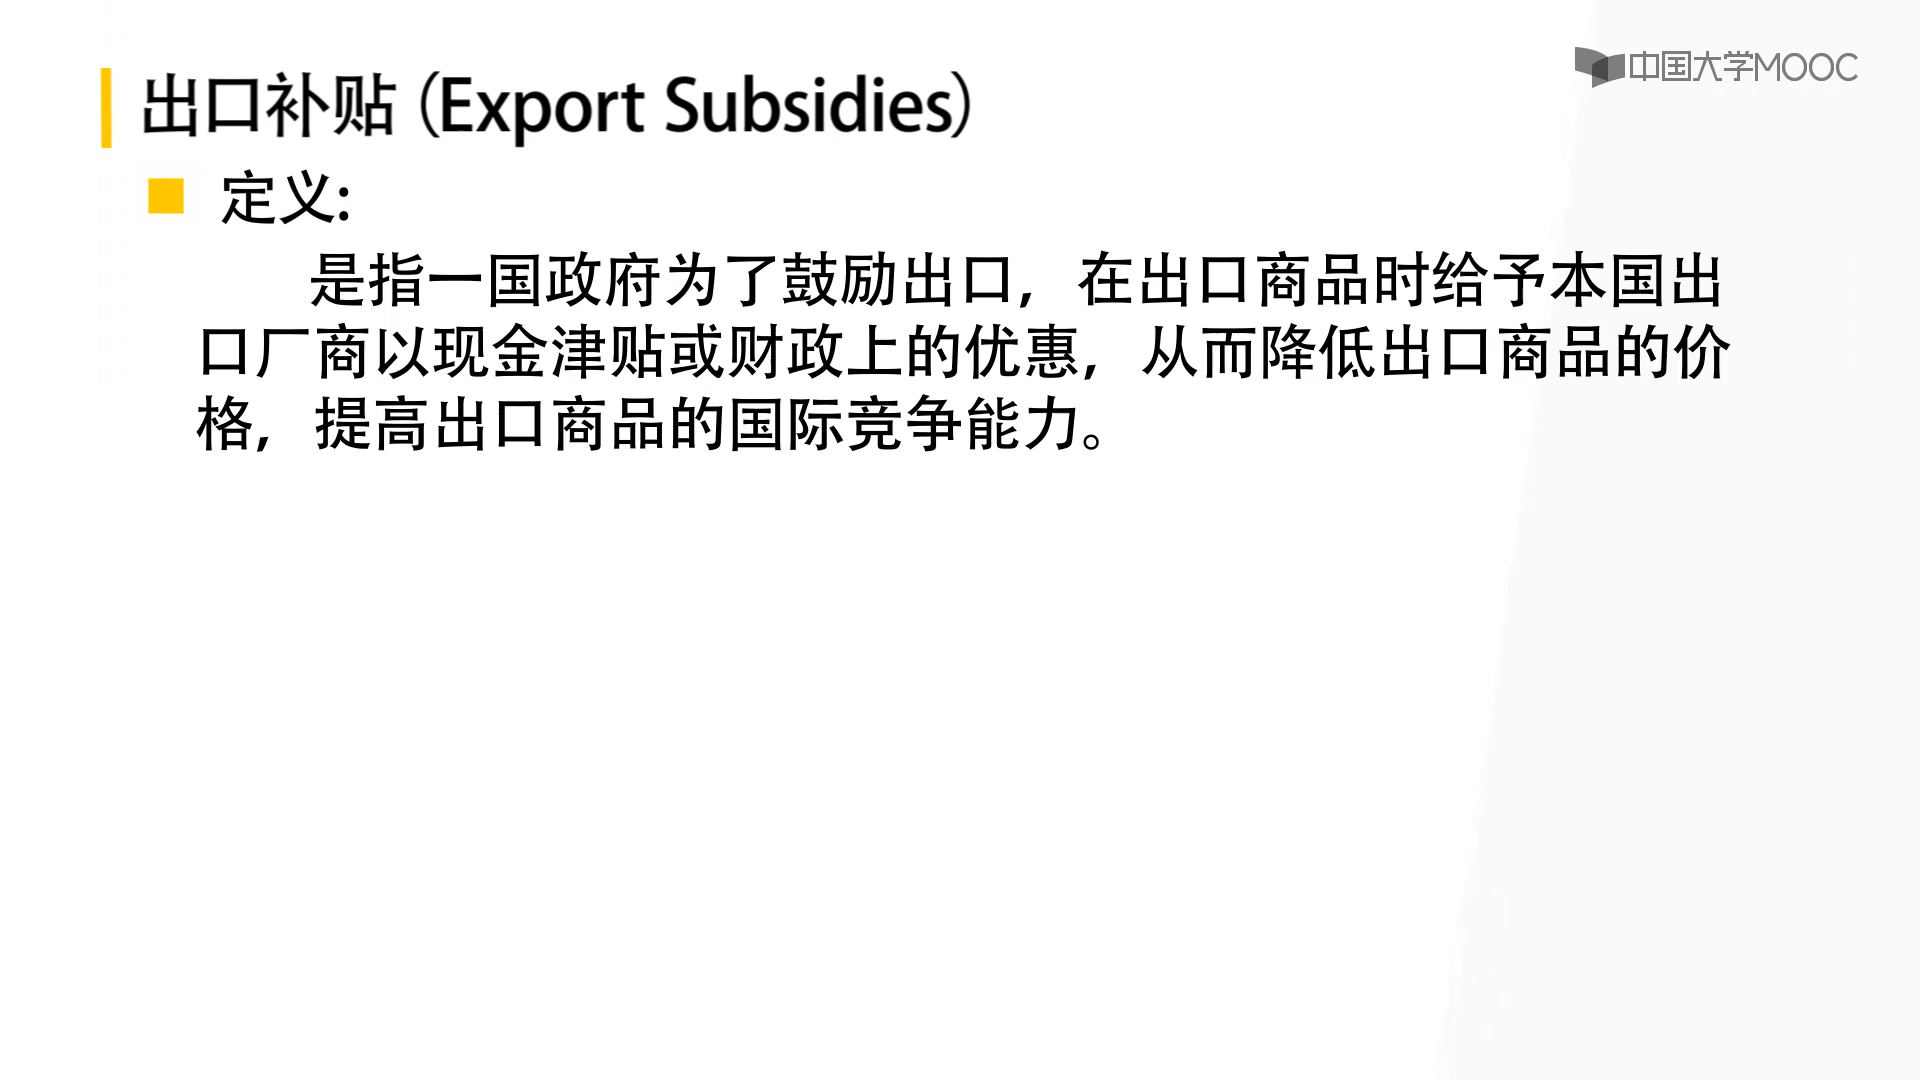 中国大学MOOC
出口补贴（Export Subsidies）
定义:
是指一国政府为了鼓励出口，在出口商品时给予本国出
口厂商以现金津贴或财政上的优惠，从而降低出口商品的价
格，提高出口商品的国际竞争能力。